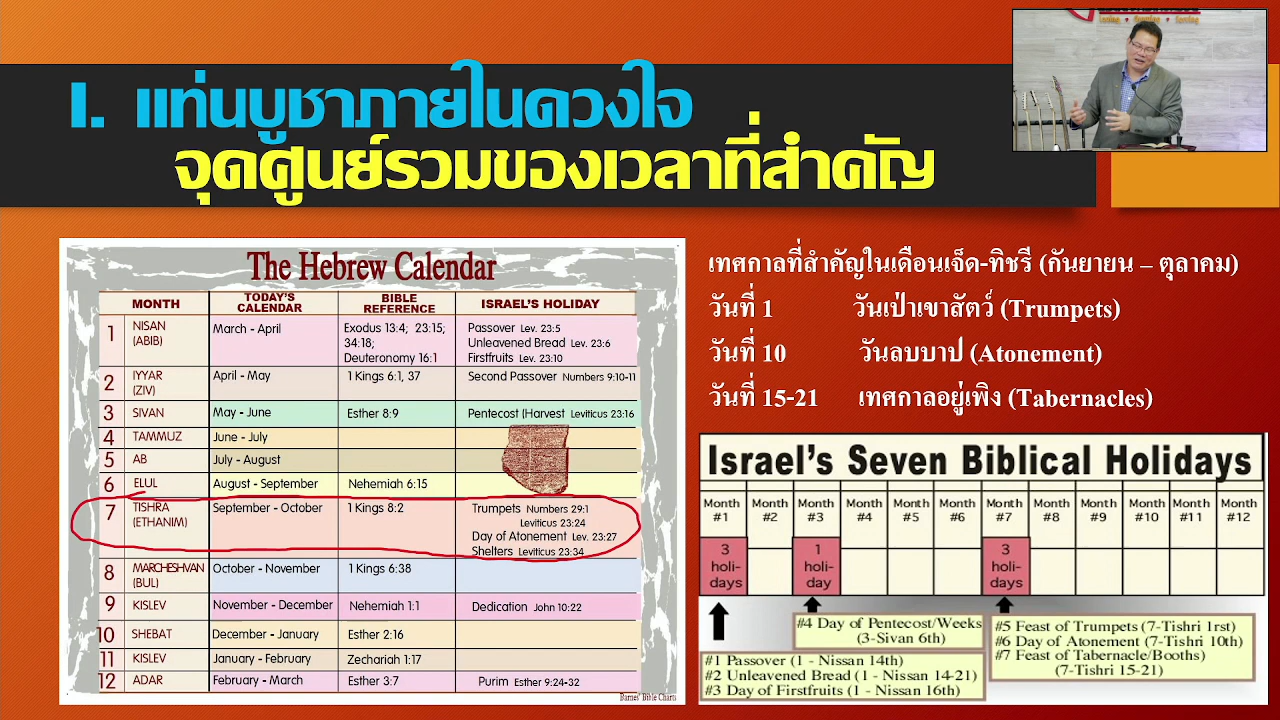 I. แท่นบูชาภายในดวงใจ
จุดศูนย์รวมของเวลาที่สำคัญ
The Hebrew Calendar
MONTH TODAY'S CALENDAR BIBLE REFERENCE ISRAEL'S HOLIDAY
1 NISAN (ABIB) March - April Exodus 13:4; 23:15; 34:18; Deuteronomy 16:1 Passover Lev. 23:5 Unleavened Bread Lev. 23:6 Firstfruits Lev. 23:10
2 IYYAR (ZIV) April - May 1 Kings 6:1, 37 Second Passover Numbers 9:10-11
3 SIVAN May - June Esther 8:9 Pentecost (Harvest Leviticus 23:16
4 TAMMUZ June - July
5 AB July - August
6 ELUL August - September Nehemiah 6:15
7 TISHRA (ETHANIM) September - October 1 Kings 8:2 Trumpets Numbers 29:1 Leviticus 23:24 Day of Atonement Lev. 23:27 Shelters Leviticus 23:34
8 MARCHESHVAN (BUL) October - November 1 Kings 6:38
9 KISLEV November - December Nehemiah 1:1 Dedication John 10:22
10 SHEBAT December - January Esther 2:16
11 KISLEV January - February Zechariah 1:17
12 ADAR February - March Esther 3:7 Purim Esther 9:24-32
Barnes' Bible Charts
เทศกาลที่สำคัญในเดือนเจ็ด-ทิชรี (กันยายน – ตุลาคม)
วันที่ 1 วันเป่าเขาสัตว์ (Trumpets)
วันที่ 10 วันลบบาป (Atonement)
วันที่ 15-21 เทศกาลอยู่เพิง (Tabernacles)
Israel's Seven Biblical Holidays
Month #1 Month #2 Month #3 Month #4 Month #5 Month #6 Month #7 Month #8 Month #9 Month #10 Month #11 Month #12
3 holi-days 1 holi-day 3 holi-days
#4 Day of Pentecost/Weeks
(3-Sivan 6th)
#5 Feast of Trumpets (7-Tishri 1rst)
#6 Day of Atonement (7-Tishri 10th)
#7 Feast of Tabernacle/Booths)
(7-Tishri 15-21)
#1 Passover (1 - Nissan 14th)
#2 Unleavened Bread (1 - Nissan 14-21)
#3 Day of Firstfruits (1 - Nissan 16th)